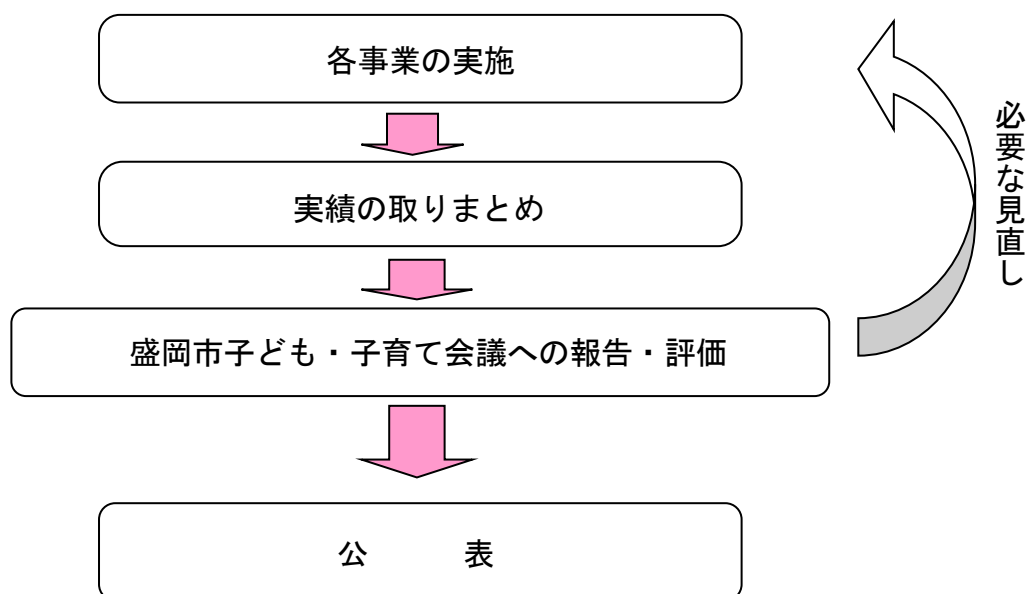 各事業の実施
実績の取りまとめ
盛岡市子ども・子育て会議への報告・評価
公　　　表
必要な見直し